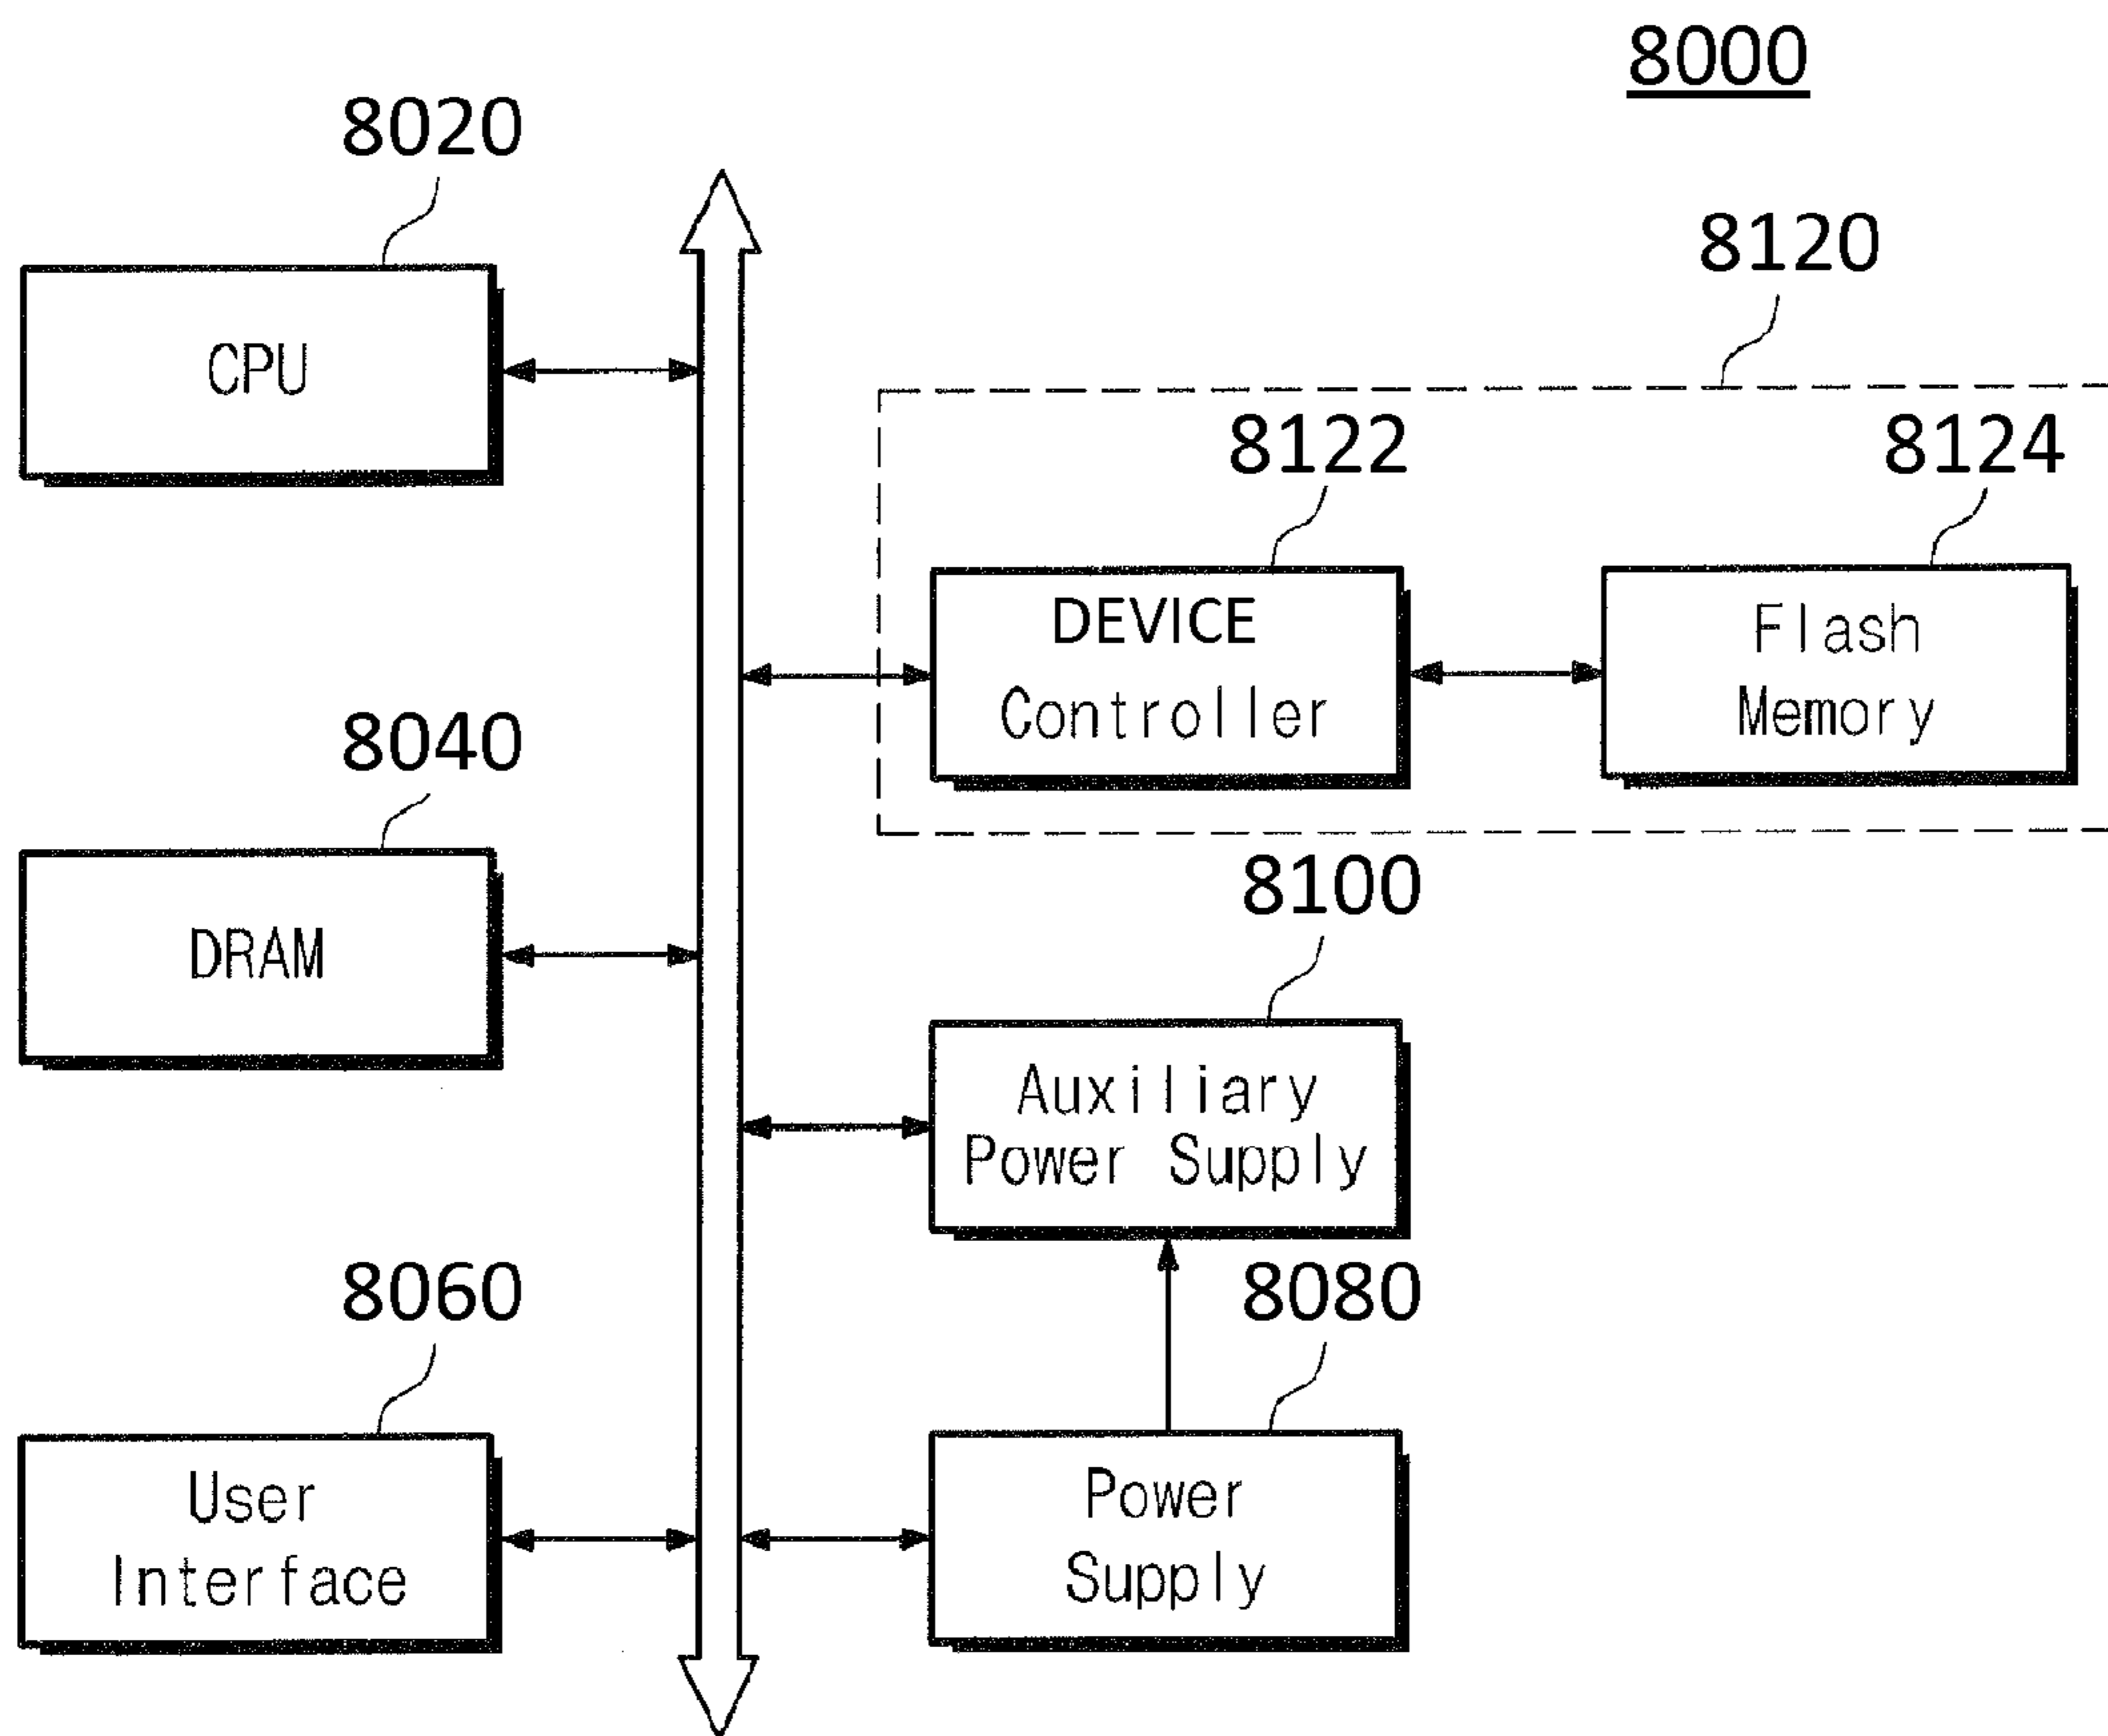 8000
8020
CPU
8120
8122
8124
DEVICE
Controller
Flash
Memory
8040
DRAM
8100
Auxiliary
Power Supply
8060
User
Interface
8080
Power
Supply